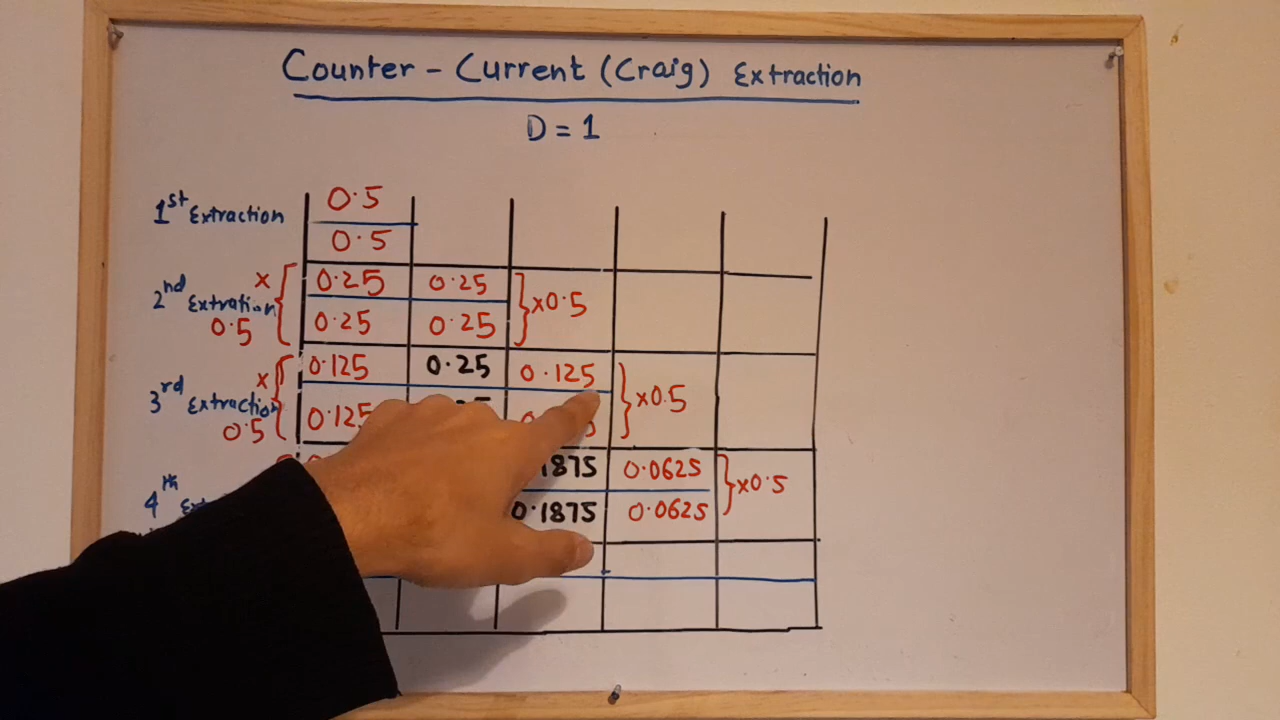 Counter - Current (Craig) Extraction
D = 1
0.5
1st Extraction
0.5
x 0.25 0.25
2nd Extration x0.5
0.5 0.25 0.25
0.125 0.25 0.125
x
3rd Extraction x0.5
0.5 0.125
1875 0.0625
4th x0.5
0.1875 0.0625